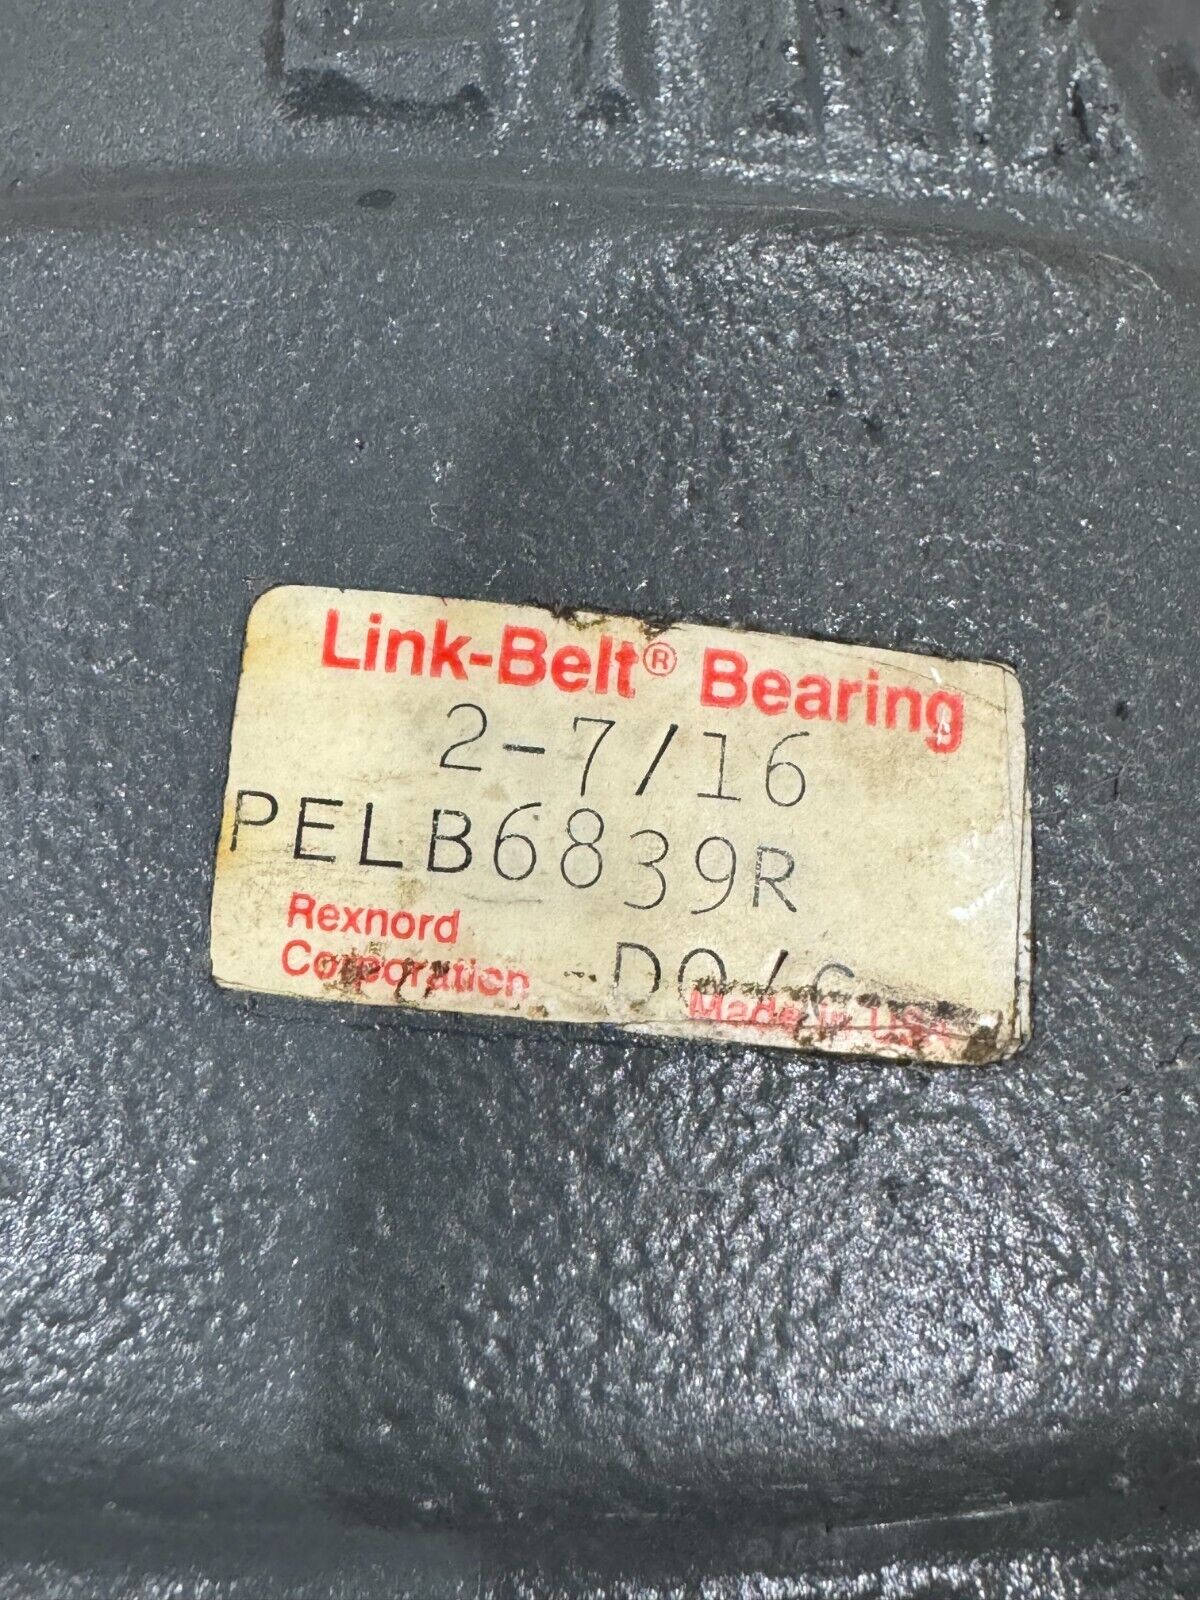 Link-Belt® Bearing
2-7/16
PELB6839R
Rexnord
Corporation
Made in USA